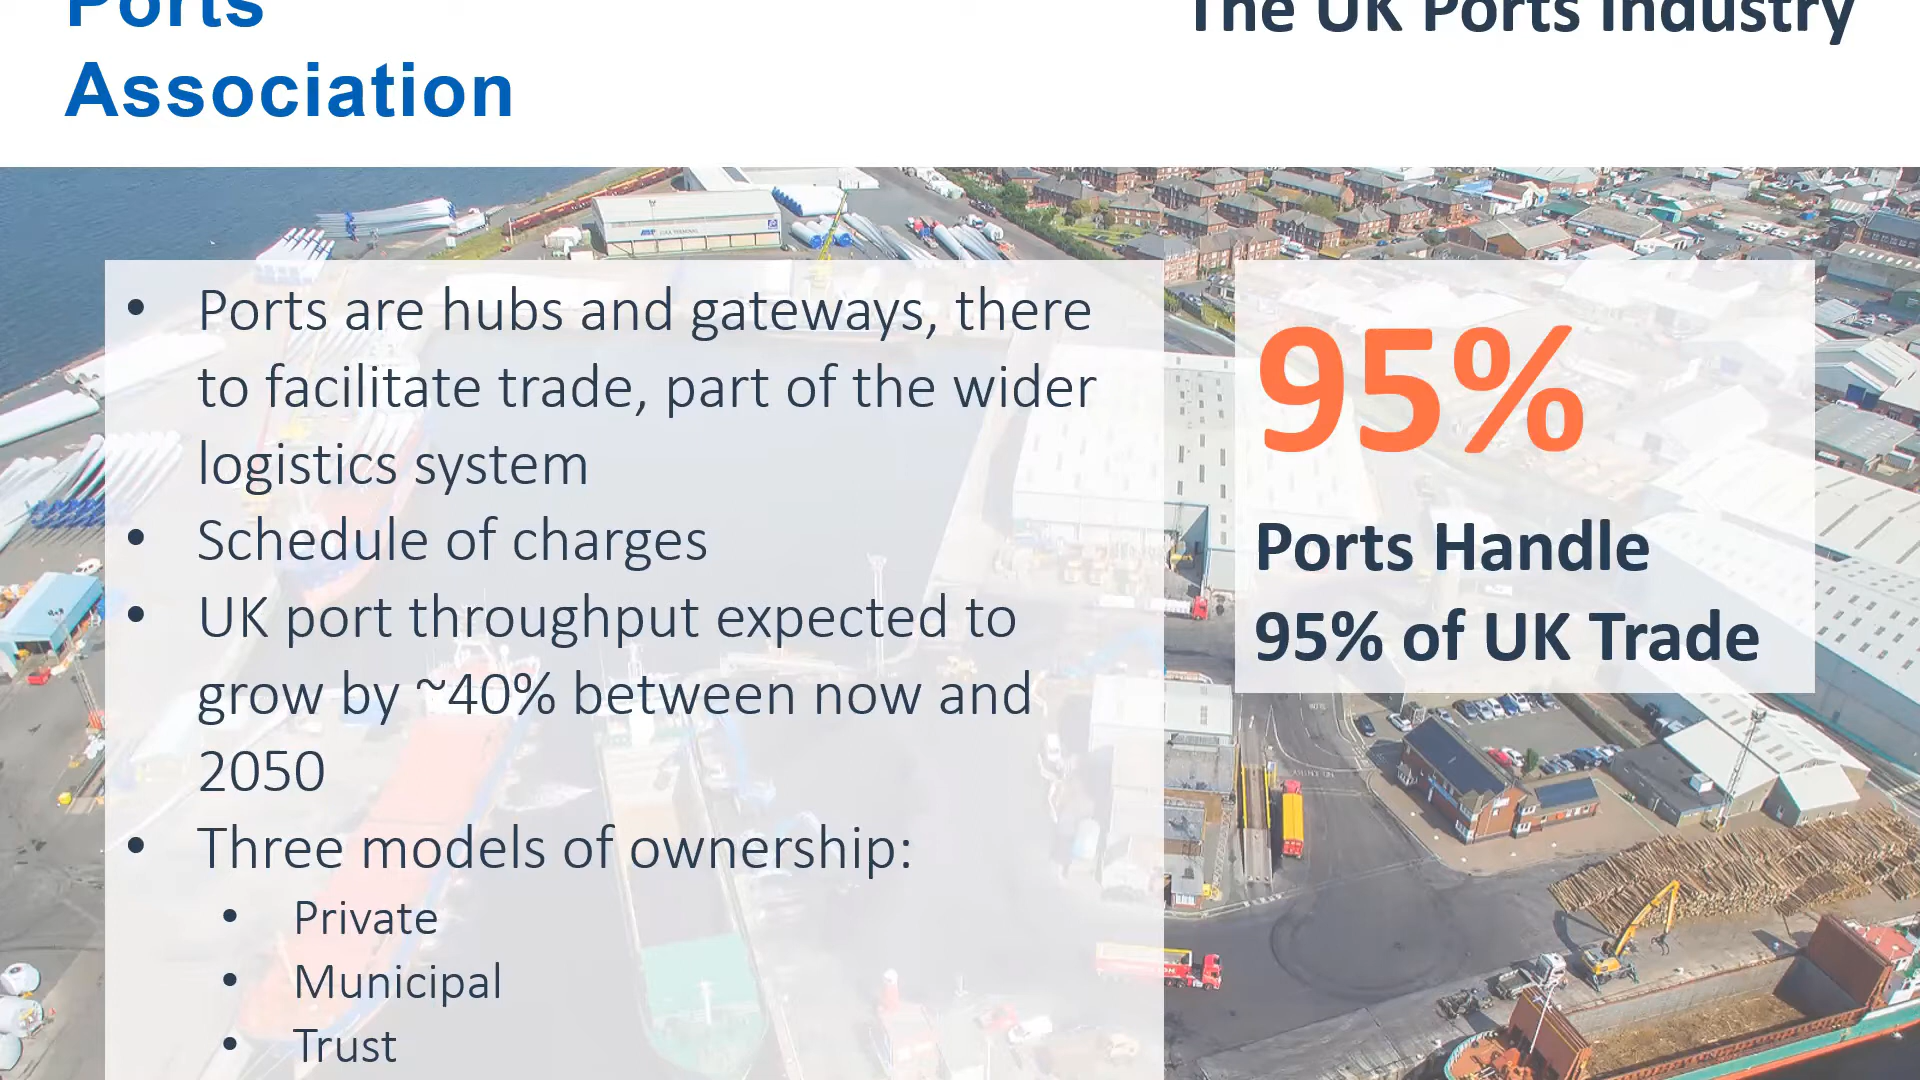 Ports
Association
The UK Ports Industry
• Ports are hubs and gateways, there
to facilitate trade, part of the wider
logistics system
• Schedule of charges
• UK port throughput expected to
grow by ~40% between now and
2050
• Three models of ownership:
• Private
• Municipal
• Trust
95%
Ports Handle
95% of UK Trade